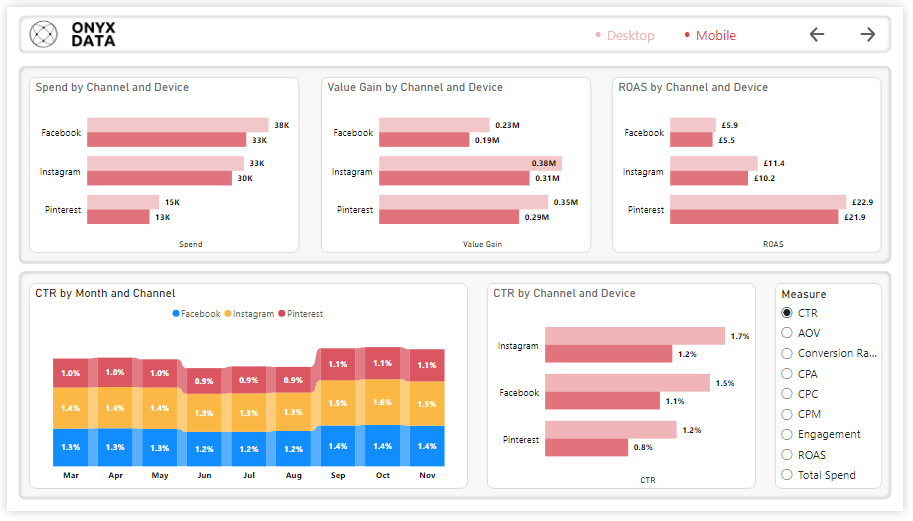 ONYX
DATA
Desktop
Mobile
Spend by Channel and Device
Facebook
38K
33K
Instagram
33K
30K
Pinterest
15K
13K
Spend
Value Gain by Channel and Device
Facebook
0.23M
0.19M
Instagram
0.38M
0.31M
Pinterest
0.35M
0.29M
Value Gain
ROAS by Channel and Device
Facebook
£5.9
£5.5
Instagram
£11.4
£10.2
Pinterest
£22.9
£21.9
ROAS
CTR by Month and Channel
Facebook Instagram Pinterest
1.0% 1.0% 1.0% 0.9% 0.9% 0.9% 1.1% 1.1% 1.1%
1.4% 1.4% 1.4% 1.3% 1.3% 1.3% 1.5% 1.6% 1.5%
1.3% 1.3% 1.3% 1.2% 1.2% 1.2% 1.4% 1.4% 1.4%
Mar Apr May Jun Jul Aug Sep Oct Nov
CTR by Channel and Device
Instagram
1.7%
1.2%
Facebook
1.5%
1.1%
Pinterest
1.2%
0.8%
CTR
Measure
CTR
AOV
Conversion Ra...
CPA
CPC
CPM
Engagement
ROAS
Total Spend